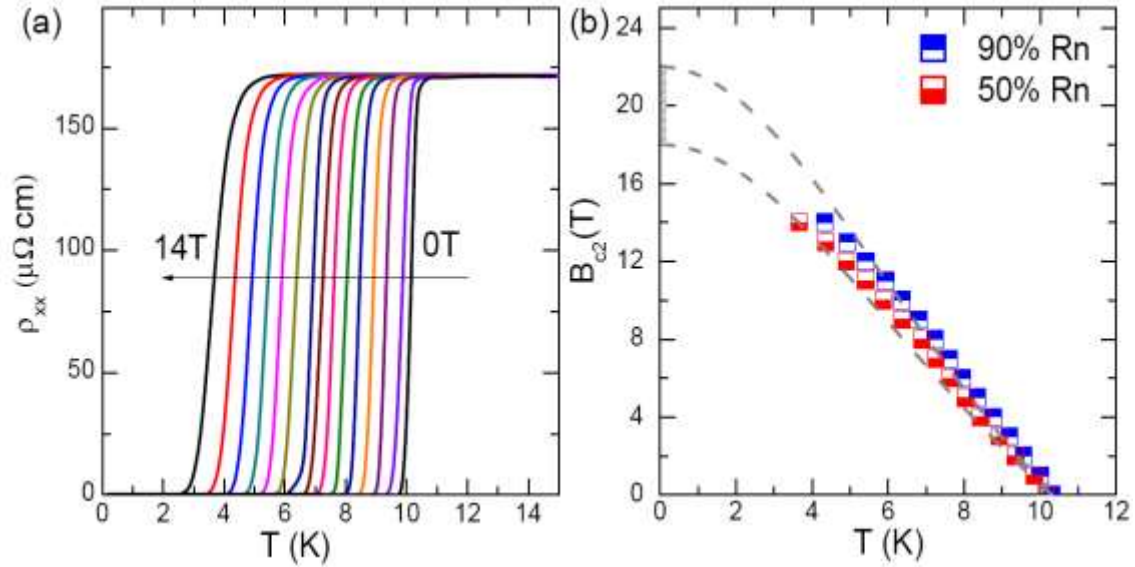 (a)
150
100
50
0
ρxx (μΩ cm)
14T
0T
0 2 4 6 8 10 12 14
T (K)
(b)
24
20
16
12
8
4
0
Bc2(T)
90% Rn
50% Rn
0 2 4 6 8 10 12
T (K)